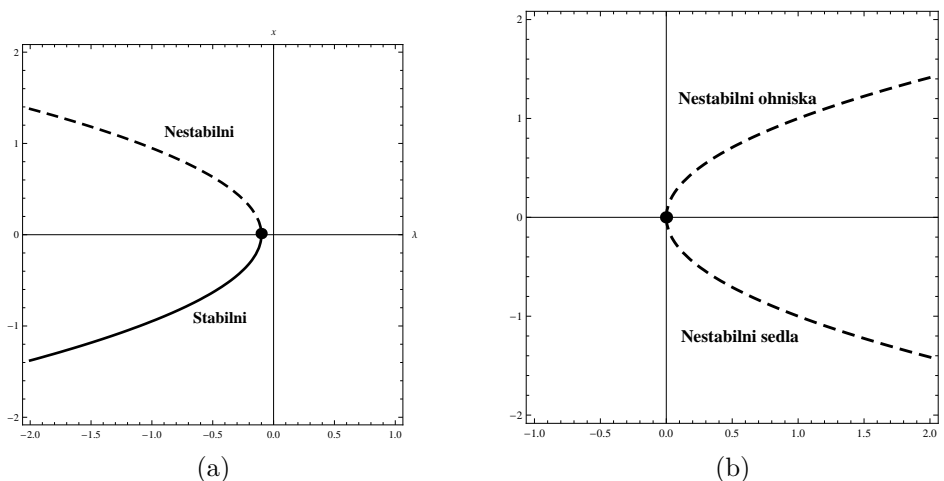 x
2
1
0
-1
-2
Nestabilni
Stabilni
λ
-2.0 -1.5 -1.0 -0.5 0.0 0.5 1.0
(a)
2
1
0
-1
-2
Nestabilni ohniska
Nestabilni sedla
-1.0 -0.5 0.0 0.5 1.0 1.5 2.0
(b)